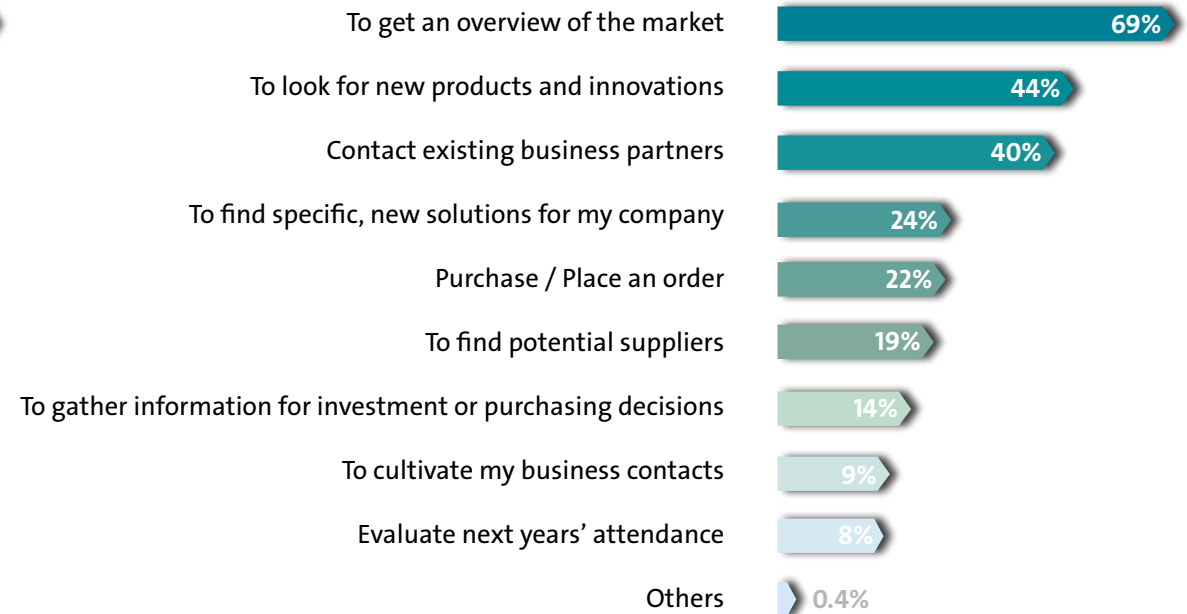 To get an overview of the market 69%
To look for new products and innovations 44%
Contact existing business partners 40%
To find specific, new solutions for my company 24%
Purchase / Place an order 22%
To find potential suppliers 19%
To gather information for investment or purchasing decisions 14%
To cultivate my business contacts 9%
Evaluate next years’ attendance 8%
Others 0.4%